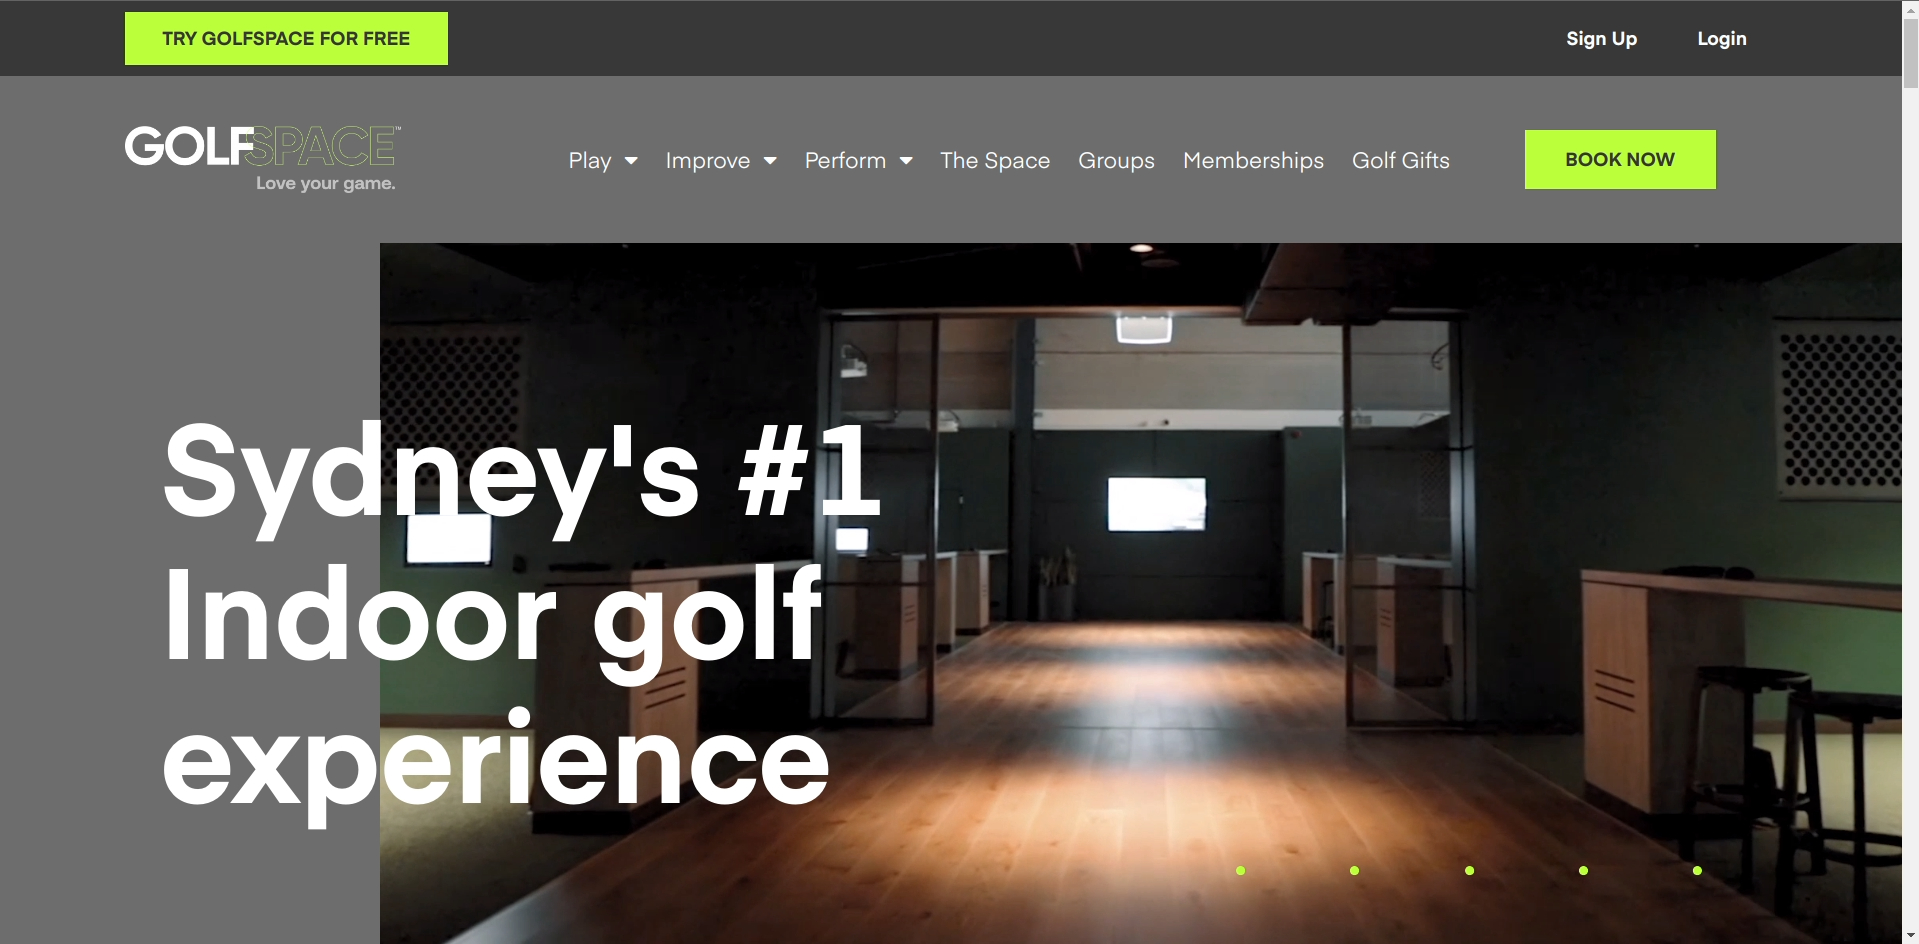 TRY GOLFSPACE FOR FREE
Sign Up
Login
GOLFSPACE™
Love your game.
Play
Improve
Perform
The Space
Groups
Memberships
Golf Gifts
BOOK NOW
Sydney's #1
Indoor golf
experience